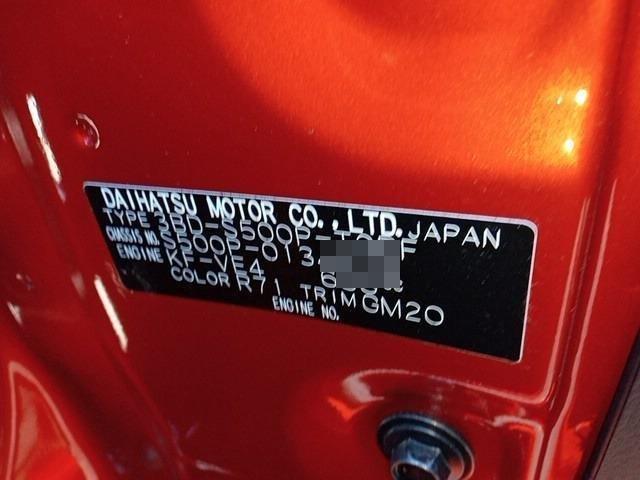 DAIHATSU MOTOR CO.,LTD. JAPAN
TYPE 3BD-S500P-
CHASSIS NO. S500P-013
ENGINE KF-VE4
COLOR R71 TRIM GM20
ENGINE NO.